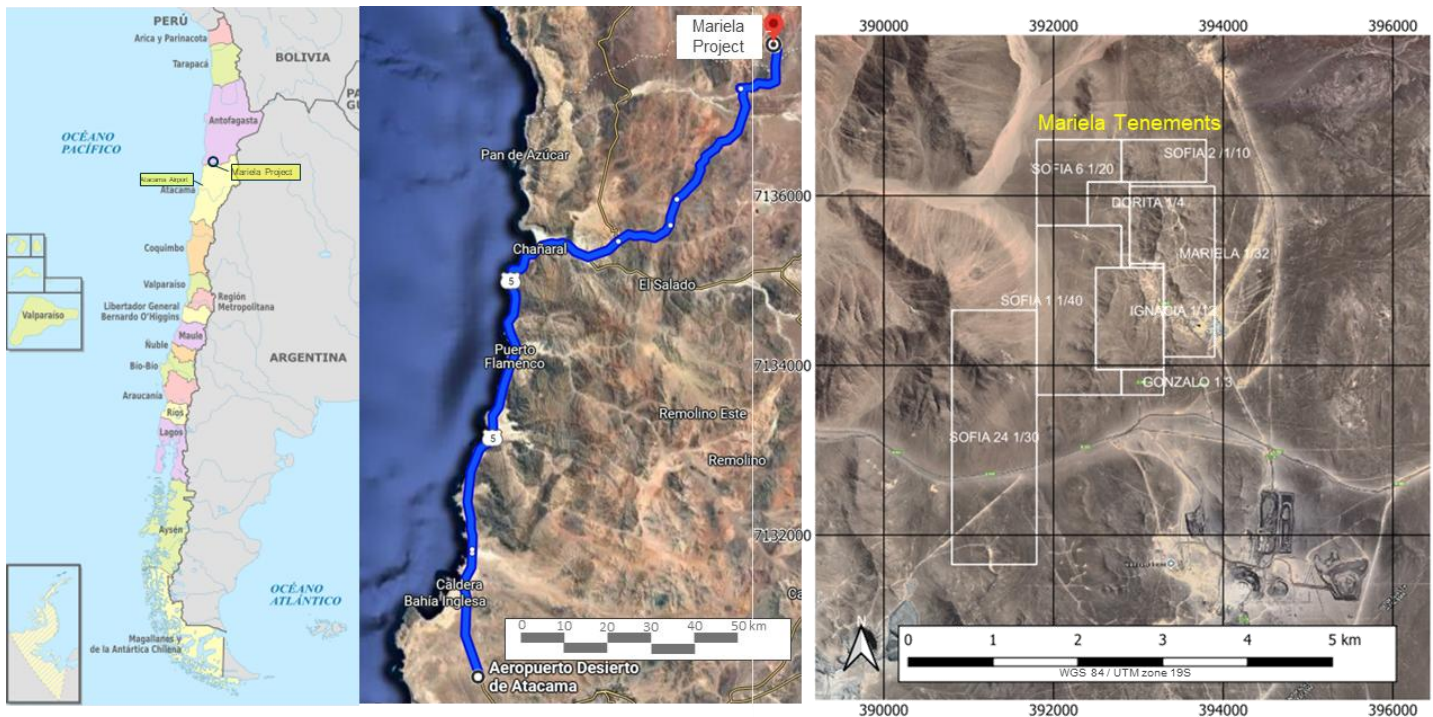 PERÚ
Arica y Parinacota
BOLIVIA
Tarapacá
PA
GU
Antofagasta
OCÉANO
PACÍFICO
Mariela Project
Atacama Airport
Atacama
Coquimbo
Valparaíso
Región
Metropolitana
Libertador General
Bernardo O'Higgins
Valparaíso
Maule
Ñuble
Bío-Bío
ARGENTINA
Araucanía
Ríos
Lagos
Aysén
OCÉANO
ATLÁNTICO
Magallanes y
de la Antártica Chilena
Mariela
Project
Pan de Azúcar
Chañaral
5
El Salado
Puerto
Flamenco
Remolino Este
5
Remolino
Caldera
Bahía Inglesa
Ca
0 10 20 30 40 50 km
Aeropuerto Desierto
de Atacama
390000 392000 394000 396000
Mariela Tenements
SOFIA 2 /1/10
SOFIA 6 1/20
7136000
DORITA 1/4
MARIELA 1/32
SOFIA 1 1/40
IGNADIA 1/12
7134000
GONZALO 1 3
SOFIA 24 1/30
7132000
N
0 1 2 3 4 5 km
WGS 84 / UTM zone 19S
390000 392000 394000 396000